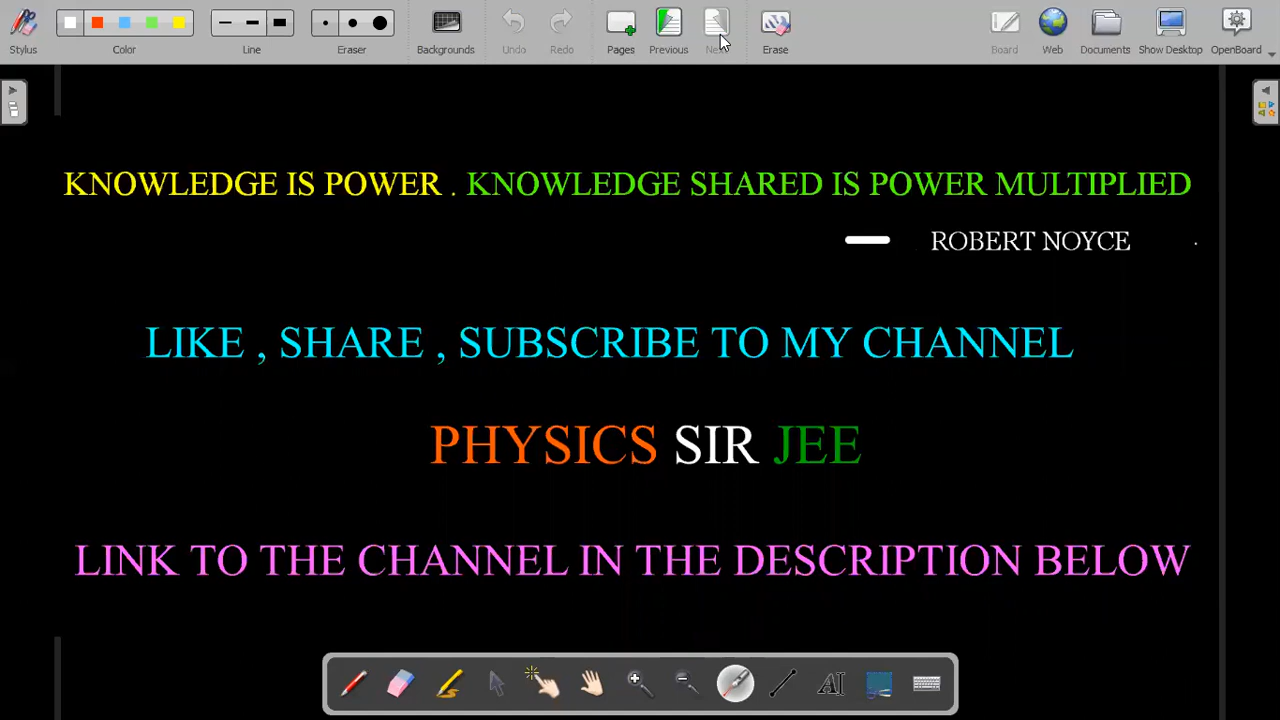 Stylus Color Line Eraser Backgrounds Undo Redo Pages Previous Erase Board Web Documents Show Desktop OpenBoard
KNOWLEDGE IS POWER . KNOWLEDGE SHARED IS POWER MULTIPLIED
— ROBERT NOYCE .
LIKE , SHARE , SUBSCRIBE TO MY CHANNEL
PHYSICS SIR JEE
LINK TO THE CHANNEL IN THE DESCRIPTION BELOW
AI